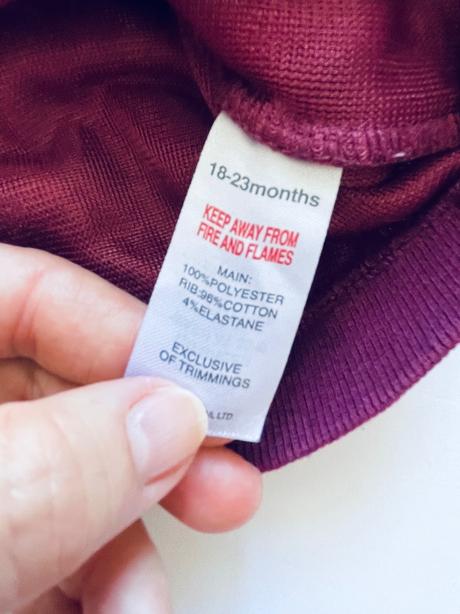 18-23months
KEEP AWAY FROM
FIRE AND FLAMES
MAIN:
100%POLYESTER
RIB:96%COTTON
4%ELASTANE
EXCLUSIVE
OF TRIMMINGS
LTD